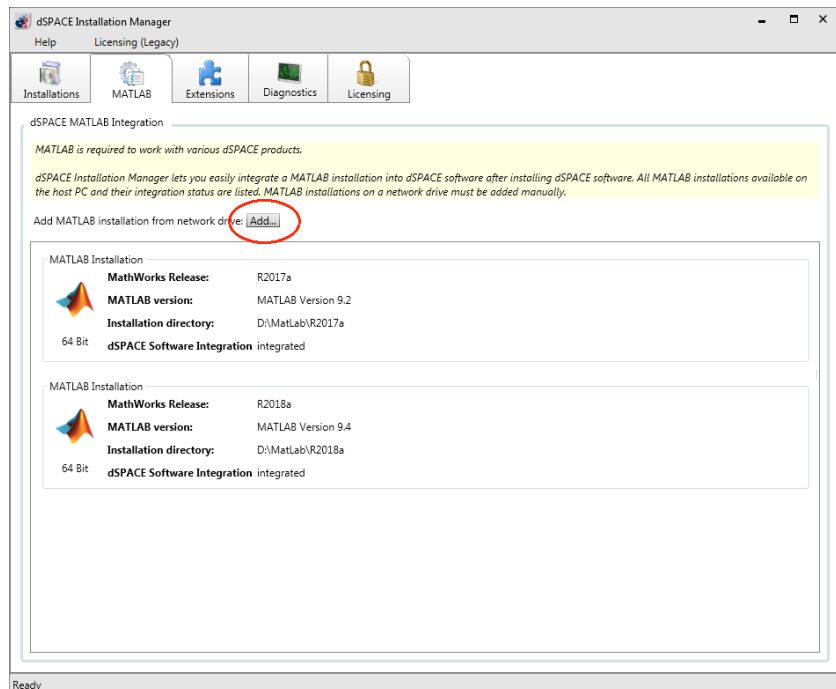 dSPACE Installation Manager
Help Licensing (Legacy)
Installations MATLAB Extensions Diagnostics Licensing
dSPACE MATLAB Integration
MATLAB is required to work with various dSPACE products.
dSPACE Installation Manager lets you easily integrate a MATLAB installation into dSPACE software after installing dSPACE software. All MATLAB installations available on
the host PC and their integration status are listed. MATLAB installations on a network drive must be added manually.
Add MATLAB installation from network drive: Add...
MATLAB Installation
MathWorks Release: R2017a
MATLAB version: MATLAB Version 9.2
Installation directory: D:\MatLab\R2017a
64 Bit dSPACE Software Integration integrated
MATLAB Installation
MathWorks Release: R2018a
MATLAB version: MATLAB Version 9.4
Installation directory: D:\MatLab\R2018a
64 Bit dSPACE Software Integration integrated
Ready